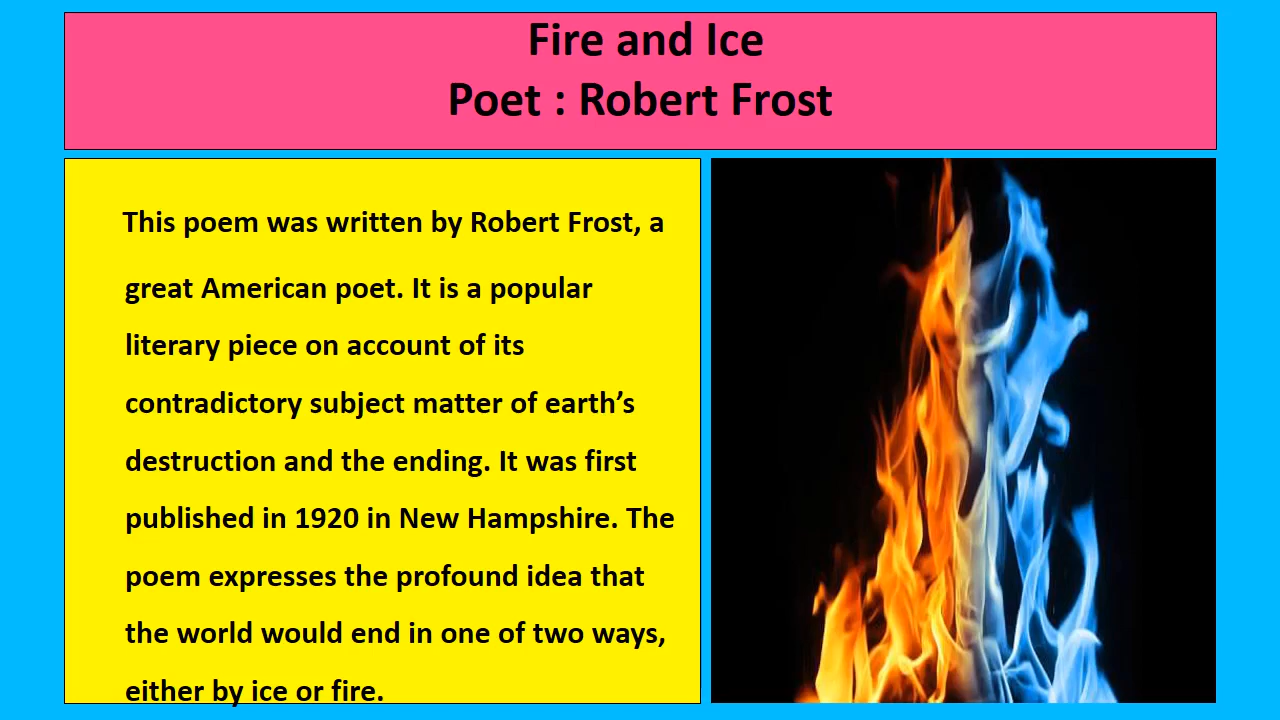 Fire and Ice
Poet : Robert Frost
This poem was written by Robert Frost, a
great American poet. It is a popular
literary piece on account of its
contradictory subject matter of earth’s
destruction and the ending. It was first
published in 1920 in New Hampshire. The
poem expresses the profound idea that
the world would end in one of two ways,
either by ice or fire.